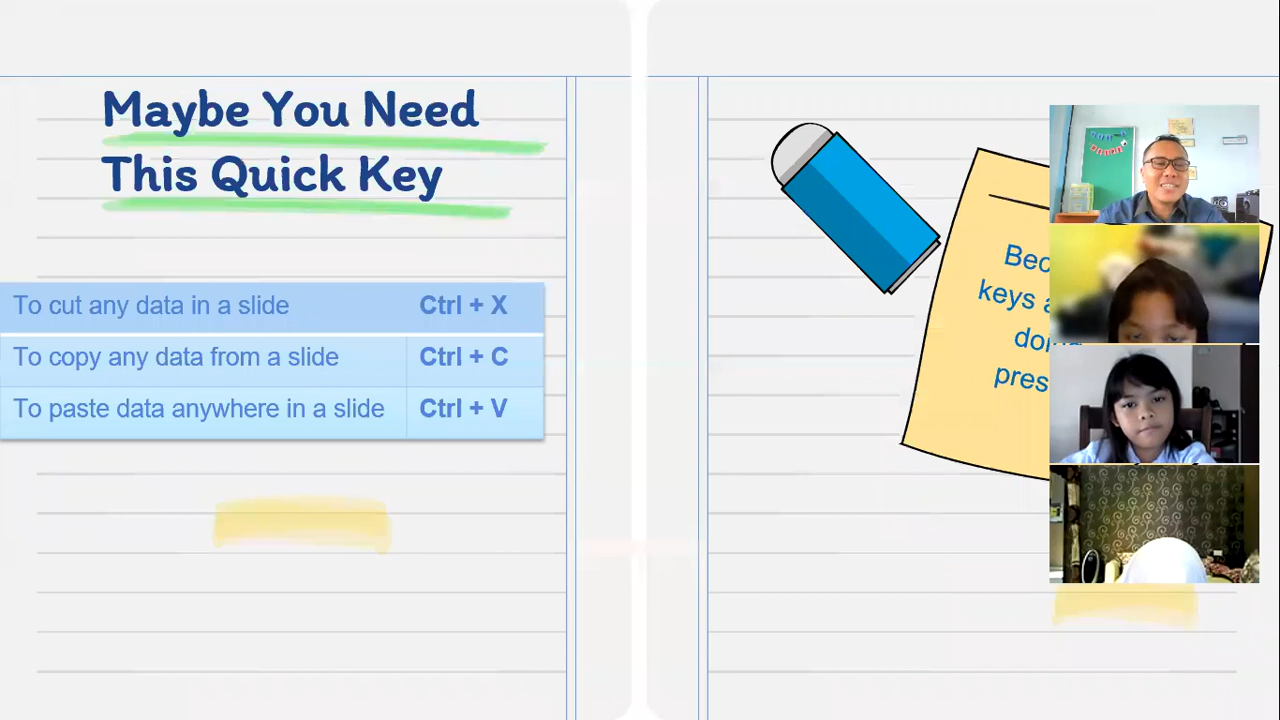 Maybe You Need
This Quick Key
To cut any data in a slide Ctrl + X
To copy any data from a slide Ctrl + C
To paste data anywhere in a slide Ctrl + V
keys